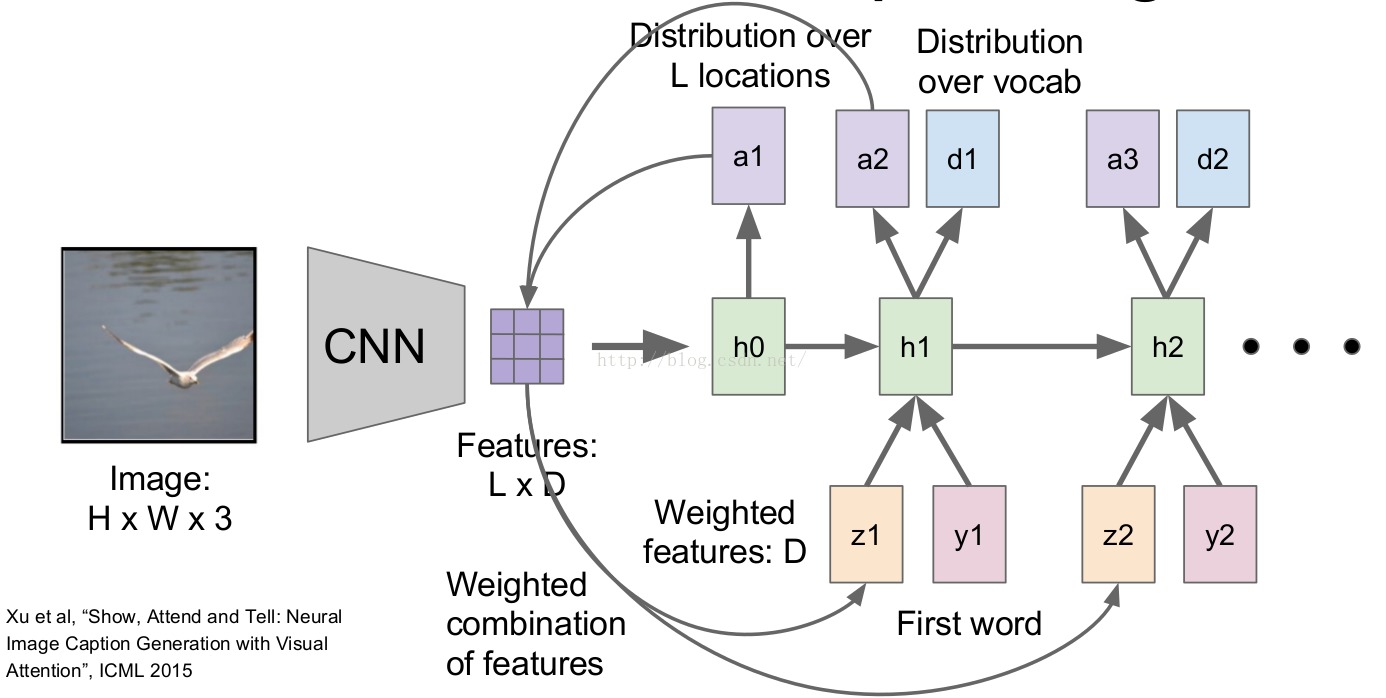 Distribution over
L locations
Distribution
over vocab
a1
a2
d1
a3
d2
CNN
h0
h1
h2
http://blog.csdn.net/
Image:
H x W x 3
Features:
L x D
Weighted
features: D
z1
y1
z2
y2
First word
Weighted
combination
of features
Xu et al, “Show, Attend and Tell: Neural
Image Caption Generation with Visual
Attention”, ICML 2015